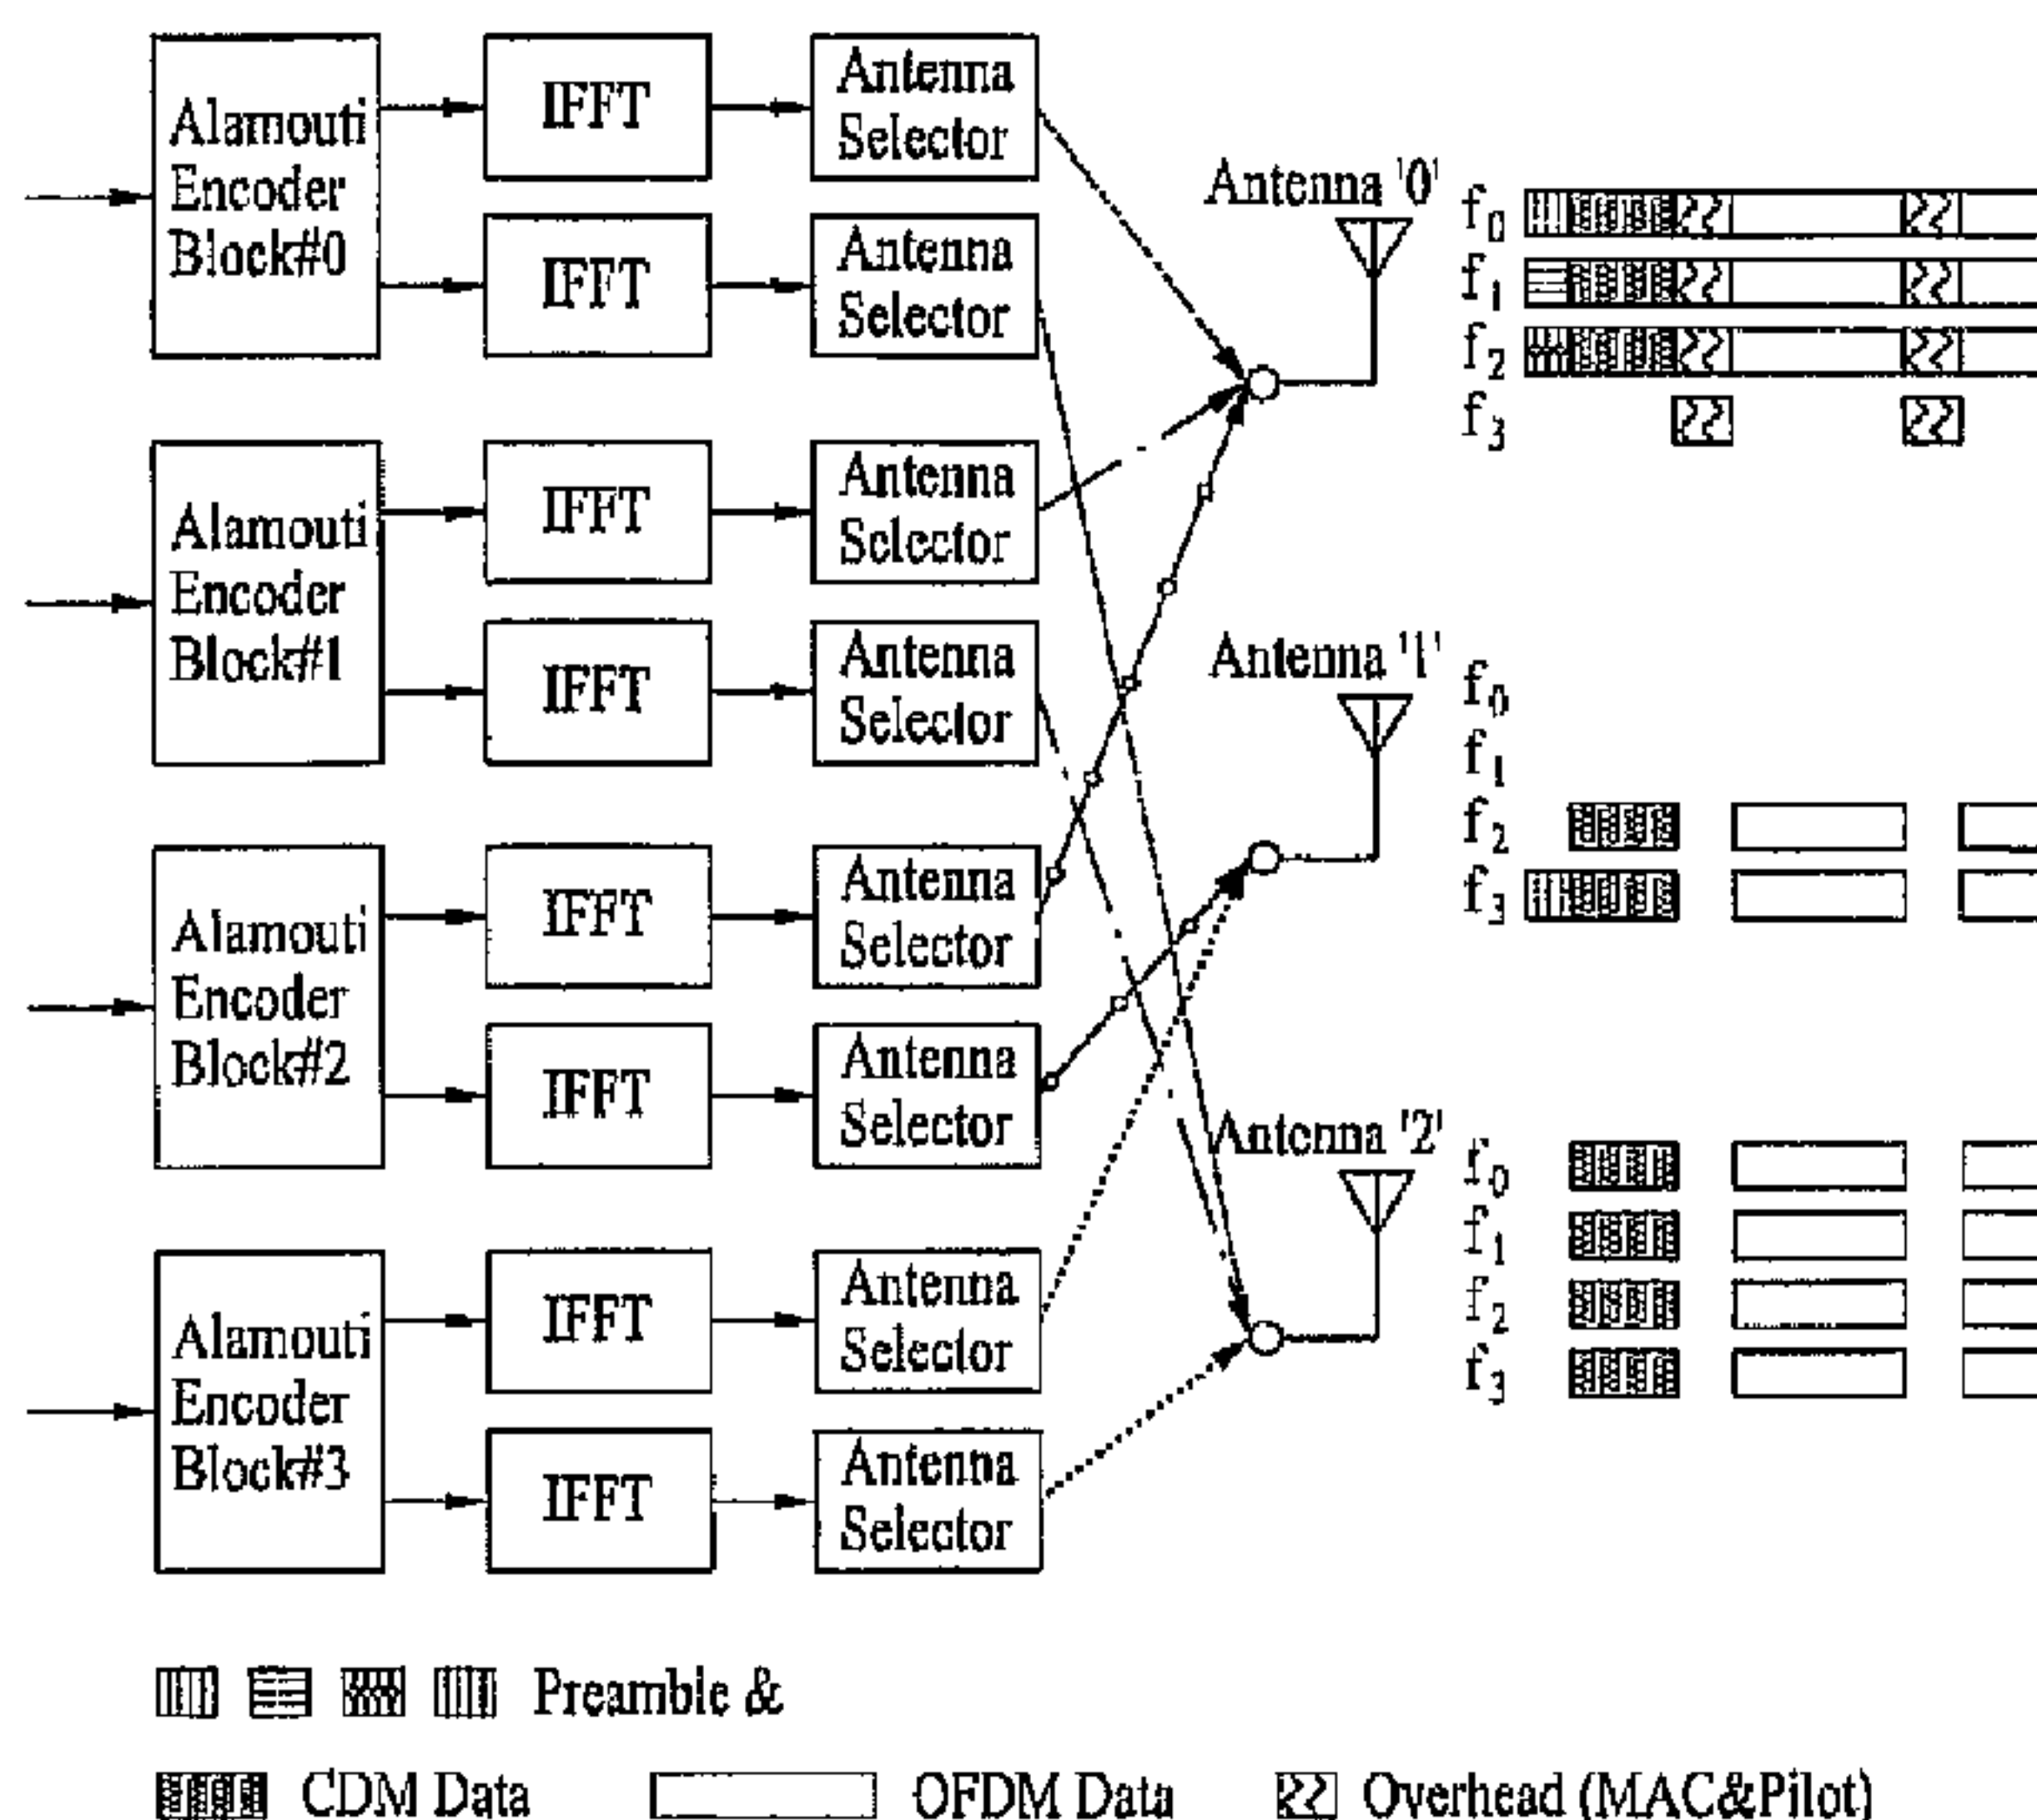 Alamouti
Encoder
Block#0
IFFT
Antenna
Selector
IFFT
Antenna
Selector
Alamouti
Encoder
Block#1
IFFT
Antenna
Selector
IFFT
Antenna
Selector
Alamouti
Encoder
Block#2
IFFT
Antenna
Selector
IFFT
Antenna
Selector
Alamouti
Encoder
Block#3
IFFT
Antenna
Selector
IFFT
Antenna
Selector
Antenna '0'
f0
f1
f2
f3
Antenna '1'
f0
f1
f2
f3
Antenna '2'
f0
f1
f2
f3
Preamble &
CDM Data
OFDM Data
Overhead (MAC&Pilot)